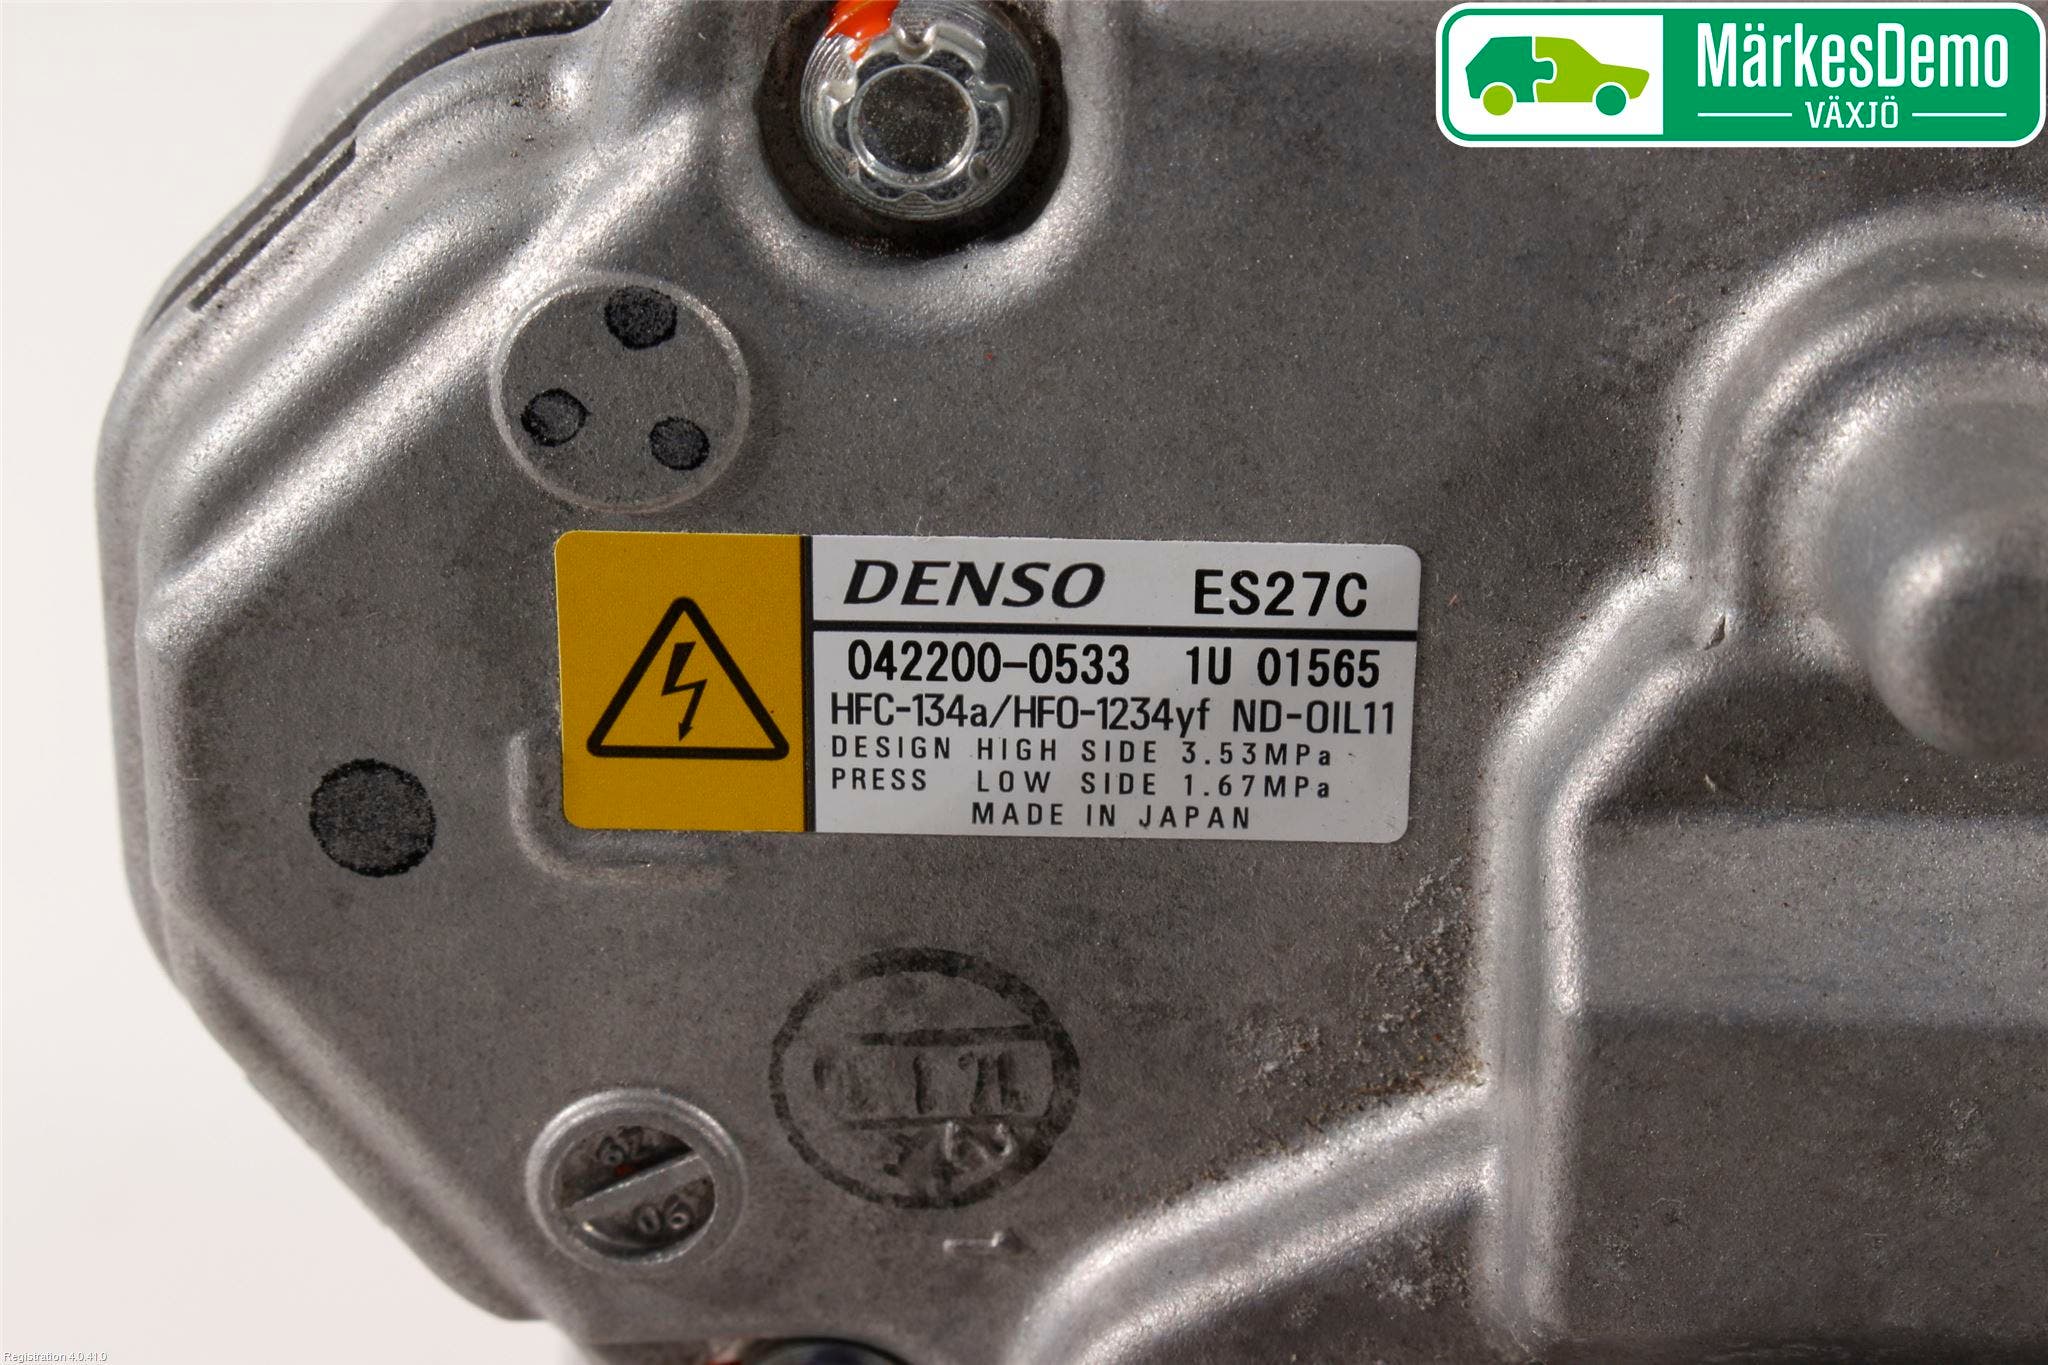 MärkesDemo
VÄXJÖ
DENSO ES27C
042200-0533 1U 01565
HFC-134a/HFO-1234yf ND-OIL11
DESIGN HIGH SIDE 3.53MPa
PRESS LOW SIDE 1.67MPa
MADE IN JAPAN
Registration 4.0.41.0